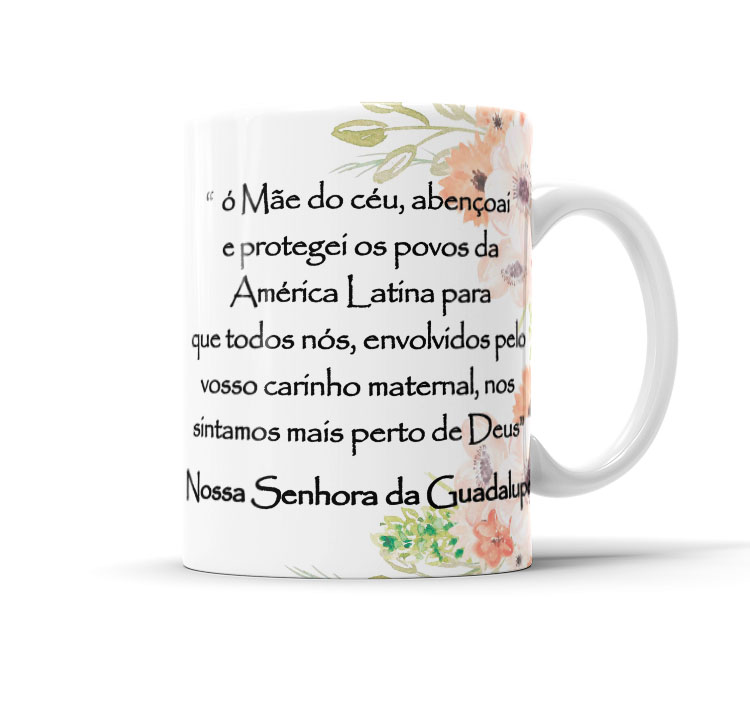 “ ó Mãe do céu, abençoai
e protegei os povos da
América Latina para
que todos nós, envolvidos pelo
vosso carinho maternal, nos
sintamos mais perto de Deus”
Nossa Senhora da Guadalupe